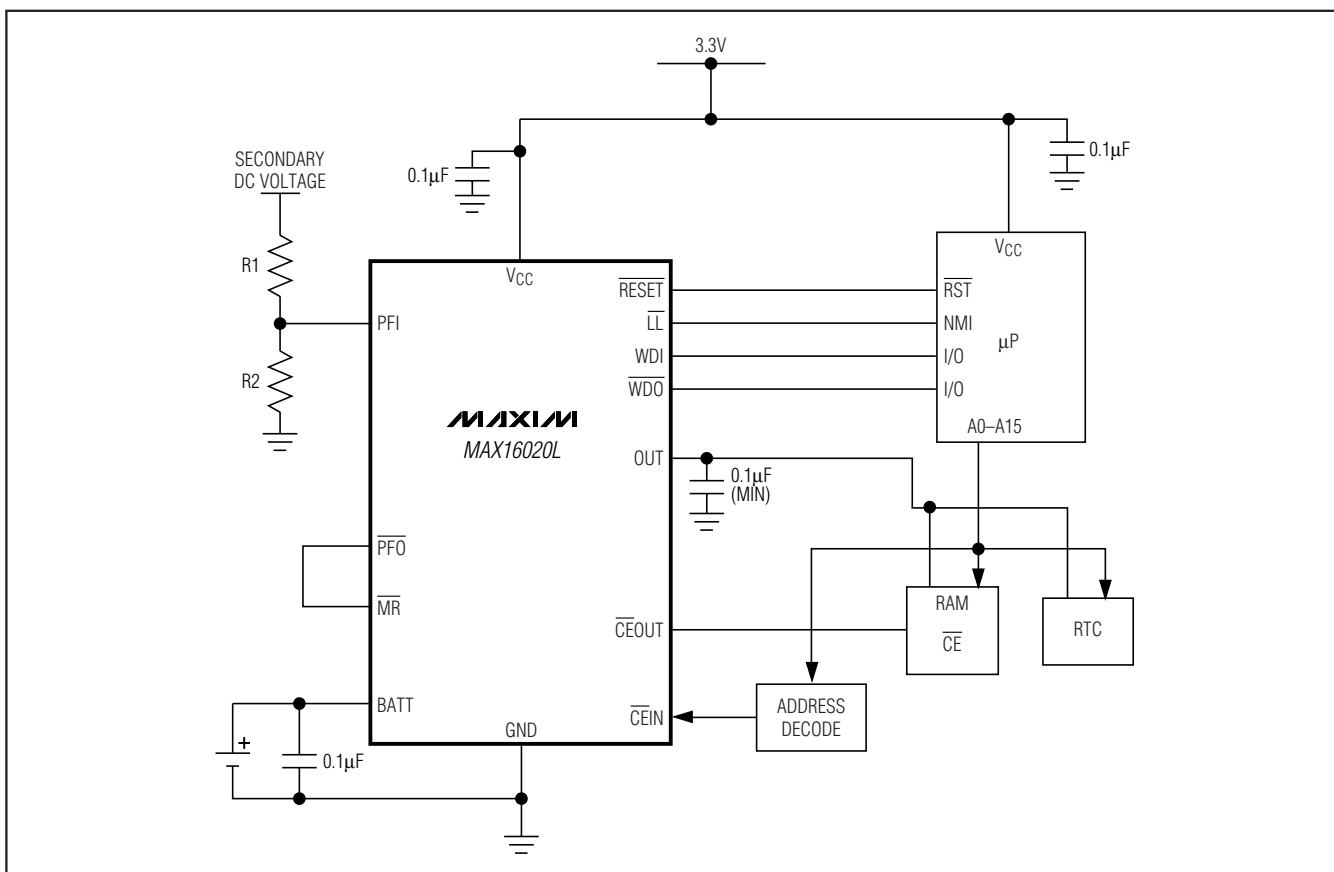 3.3V
0.1µF
0.1µF
SECONDARY
DC VOLTAGE
R1
R2
VCC
PFI
PFO
MR
BATT
GND
RESET
LL
WDI
WDO
OUT
CEOUT
CEIN
MAXIM
MAX16020L
VCC
RST
NMI
I/O
I/O
µP
A0–A15
0.1µF
(MIN)
RAM
CE
RTC
ADDRESS
DECODE
+
0.1µF